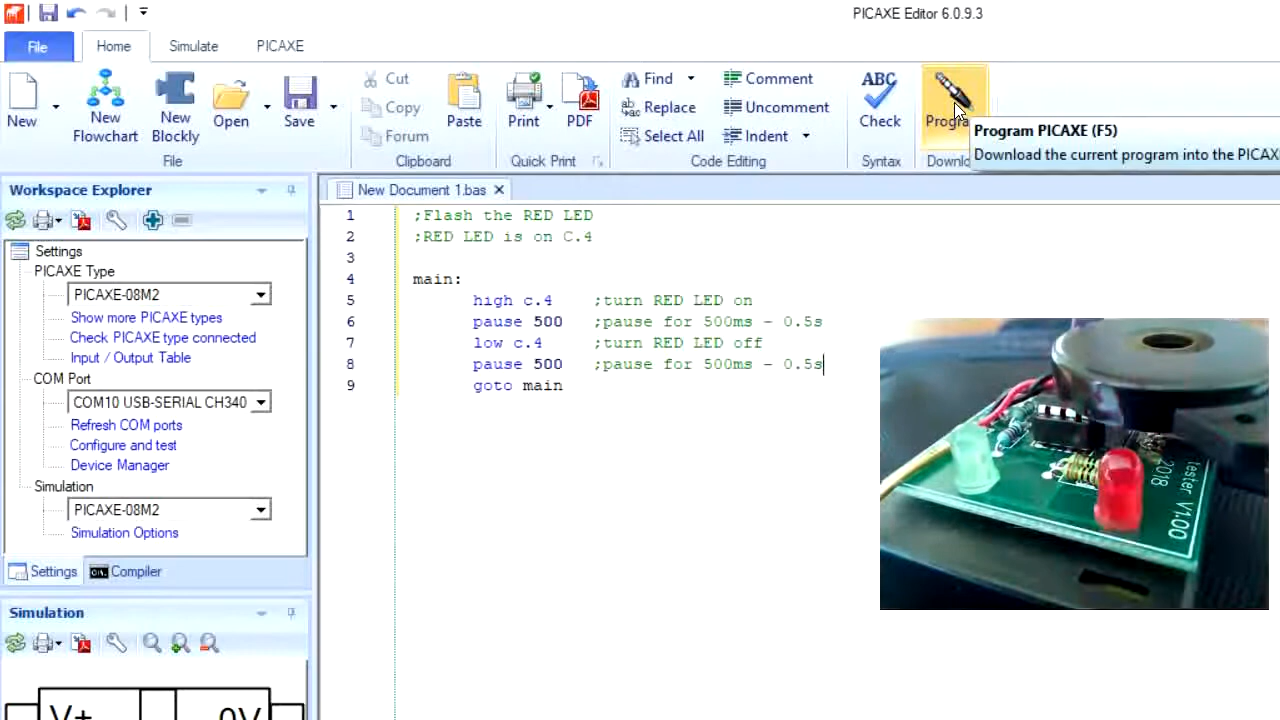 PICAXE Editor 6.0.9.3
File
Home
Simulate
PICAXE
New
New Flowchart
New Blockly
Open
Save
File
Cut
Copy
Forum
Paste
Clipboard
Print
PDF
Quick Print
Find
Replace
Select All
Comment
Uncomment
Indent
Code Editing
ABC
Check
Syntax
Program PICAXE (F5)
Download the current program into the PICAX
Workspace Explorer
Settings
PICAXE Type
PICAXE-08M2
Show more PICAXE types
Check PICAXE type connected
Input / Output Table
COM Port
COM10 USB-SERIAL CH340
Refresh COM ports
Configure and test
Device Manager
Simulation
PICAXE-08M2
Simulation Options
Settings
Compiler
Simulation
V+
0V
New Document 1.bas
1 ;Flash the RED LED
2 ;RED LED is on C.4
3
4 main:
5 high c.4 ;turn RED LED on
6 pause 500 ;pause for 500ms - 0.5s
7 low c.4 ;turn RED LED off
8 pause 500 ;pause for 500ms - 0.5s
9 goto main
tester V1.00
2018